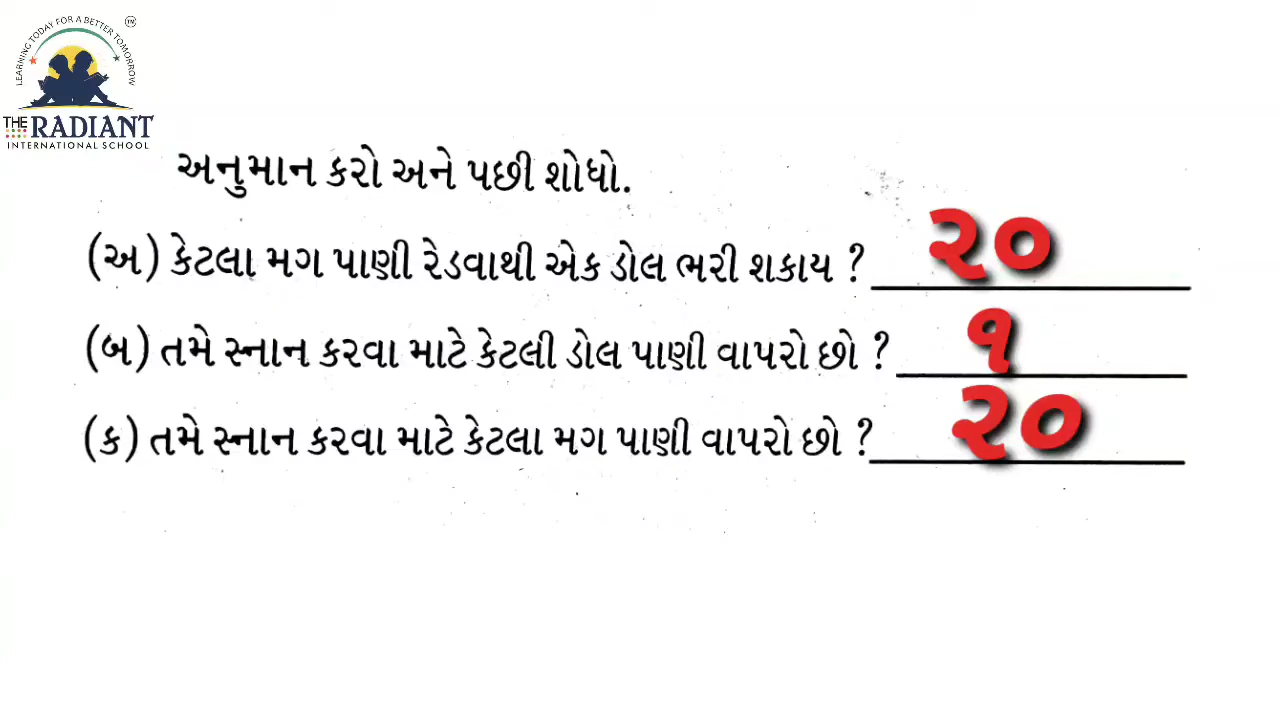 LEARNING TODAY FOR A BETTER TOMORROW
TM
THE RADIANT
INTERNATIONAL SCHOOL
અનુમાન કરો અને પછી શોધો.
(અ) કેટલા મગ પાણી રેડવાથી એક ડોલ ભરી શકાય ? ૨૦
(બ) તમે સ્નાન કરવા માટે કેટલી ડોલ પાણી વાપરો છો ? ૧
(ક) તમે સ્નાન કરવા માટે કેટલા મગ પાણી વાપરો છો ? ૨૦